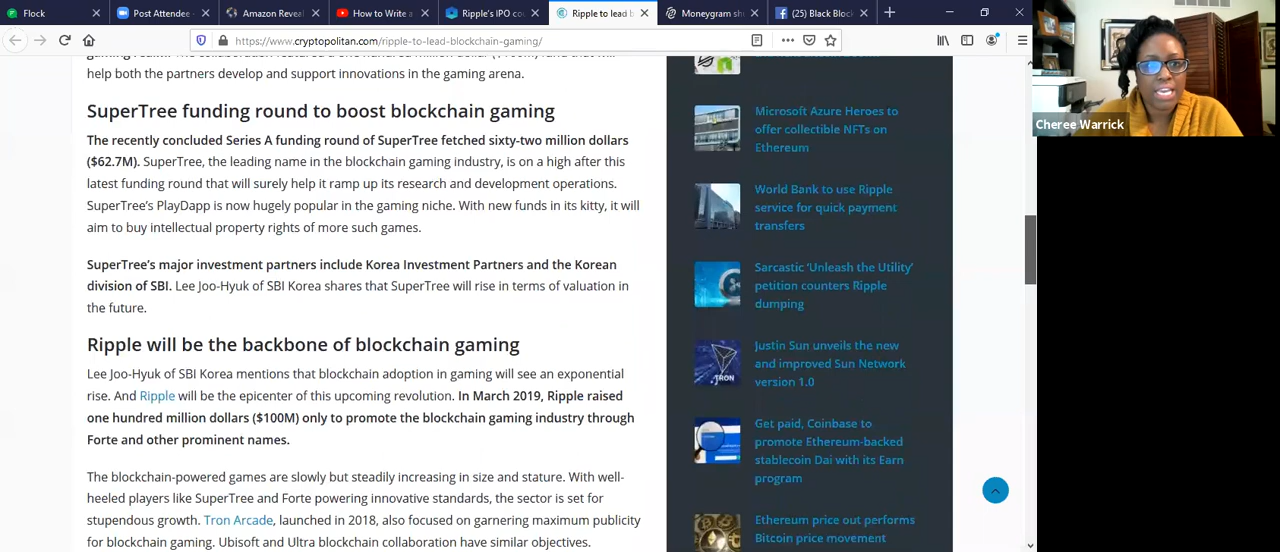 Flock
Post Attendee -
Amazon Reveal
How to Write a
Ripple's IPO cou
Ripple to lead b
Moneygram sh
(25) Black Bloc
https://www.cryptopolitan.com/ripple-to-lead-blockchain-gaming/
help both the partners develop and support innovations in the gaming arena.
SuperTree funding round to boost blockchain gaming
The recently concluded Series A funding round of SuperTree fetched sixty-two million dollars
($62.7M). SuperTree, the leading name in the blockchain gaming industry, is on a high after this
latest funding round that will surely help it ramp up its research and development operations.
SuperTree's PlayDapp is now hugely popular in the gaming niche. With new funds in its kitty, it will
aim to buy intellectual property rights of more such games.
SuperTree's major investment partners include Korea Investment Partners and the Korean
division of SBI. Lee Joo-Hyuk of SBI Korea shares that SuperTree will rise in terms of valuation in
the future.
Ripple will be the backbone of blockchain gaming
Lee Joo-Hyuk of SBI Korea mentions that blockchain adoption in gaming will see an exponential
rise. And Ripple will be the epicenter of this upcoming revolution. In March 2019, Ripple raised
one hundred million dollars ($100M) only to promote the blockchain gaming industry through
Forte and other prominent names.
The blockchain-powered games are slowly but steadily increasing in size and stature. With well-
heeled players like SuperTree and Forte powering innovative standards, the sector is set for
stupendous growth. Tron Arcade, launched in 2018, also focused on garnering maximum publicity
for blockchain gaming. Ubisoft and Ultra blockchain collaboration have similar objectives.
Microsoft Azure Heroes to
offer collectible NFTs on
Ethereum
World Bank to use Ripple
service for quick payment
transfers
Sarcastic 'Unleash the Utility'
petition counters Ripple
dumping
TRON
Justin Sun unveils the new
and improved Sun Network
version 1.0
Get paid, Coinbase to
promote Ethereum-backed
stablecoin Dai with its Earn
program
Ethereum price out performs
Bitcoin price movement
Cheree Warrick